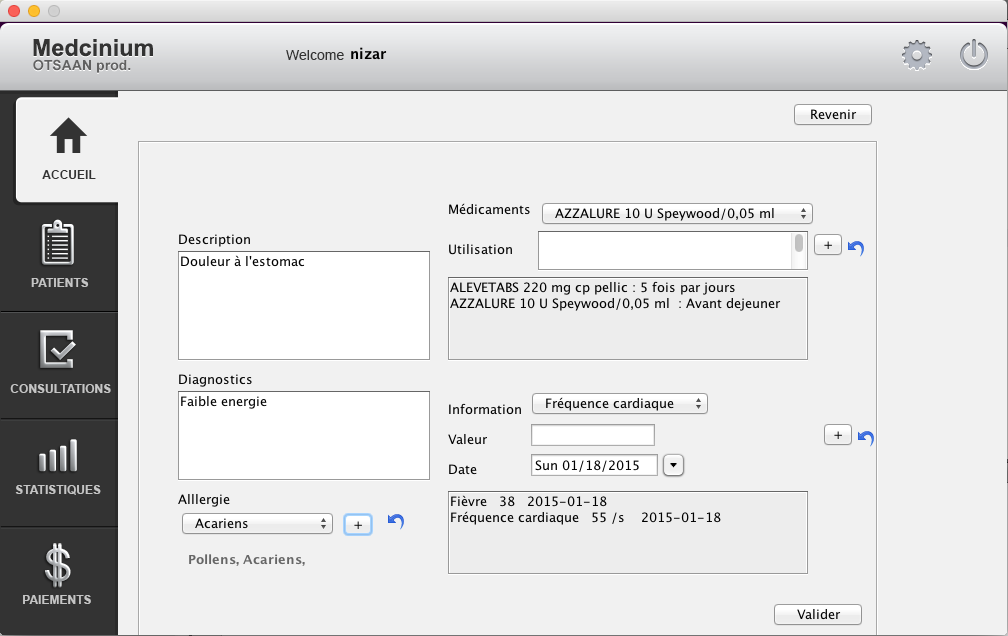 Medcinium
OTSAAN prod.
Welcome nizar
ACCUEIL
PATIENTS
CONSULTATIONS
STATISTIQUES
PAIEMENTS
Revenir
Description
Douleur à l'estomac
Diagnostics
Faible energie
Alllergie
Acariens
+
Pollens, Acariens,
Médicaments
AZZALURE 10 U Speywood/0,05 ml
Utilisation
+
ALEVETABS 220 mg cp pellic : 5 fois par jours
AZZALURE 10 U Speywood/0,05 ml : Avant dejeuner
Information
Fréquence cardiaque
Valeur
+
Date
Sun 01/18/2015
Fièvre 38 2015-01-18
Fréquence cardiaque 55 /s 2015-01-18
Valider